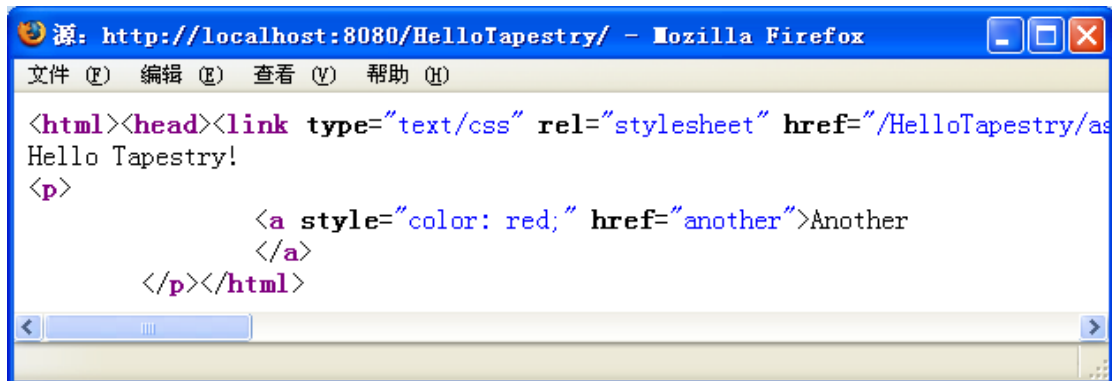 源: http://localhost:8080/HelloTapestry/ - Mozilla Firefox
文件 (F) 编辑 (E) 查看 (V) 帮助 (H)
<html><head><link type="text/css" rel="stylesheet" href="/HelloTapestry/as
Hello Tapestry!
<p>
<a style="color: red;" href="another">Another
</a>
</p></html>